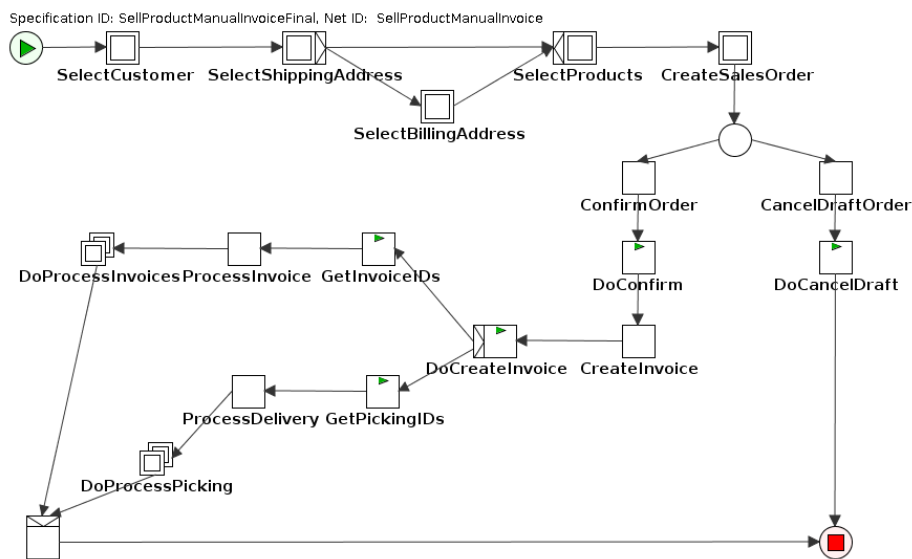 Specification ID: SellProductManualInvoiceFinal, Net ID: SellProductManualInvoice
SelectCustomer
SelectShippingAddress
SelectProducts
CreateSalesOrder
SelectBillingAddress
ConfirmOrder
CancelDraftOrder
DoProcessInvoices
ProcessInvoice
GetInvoiceIDs
DoConfirm
DoCancelDraft
DoCreateInvoice
CreateInvoice
ProcessDelivery
GetPickingIDs
DoProcessPicking